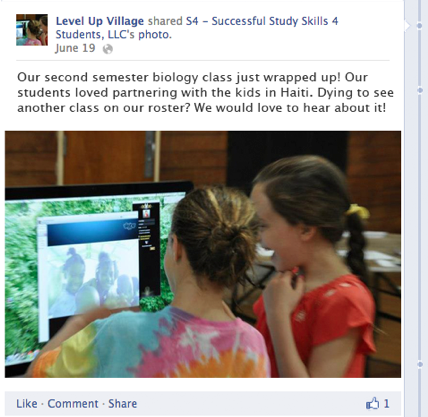 Level Up Village shared S4 - Successful Study Skills 4
Students, LLC's photo.
June 19
Our second semester biology class just wrapped up! Our
students loved partnering with the kids in Haiti. Dying to see
another class on our roster? We would love to hear about it!
Like · Comment · Share
1